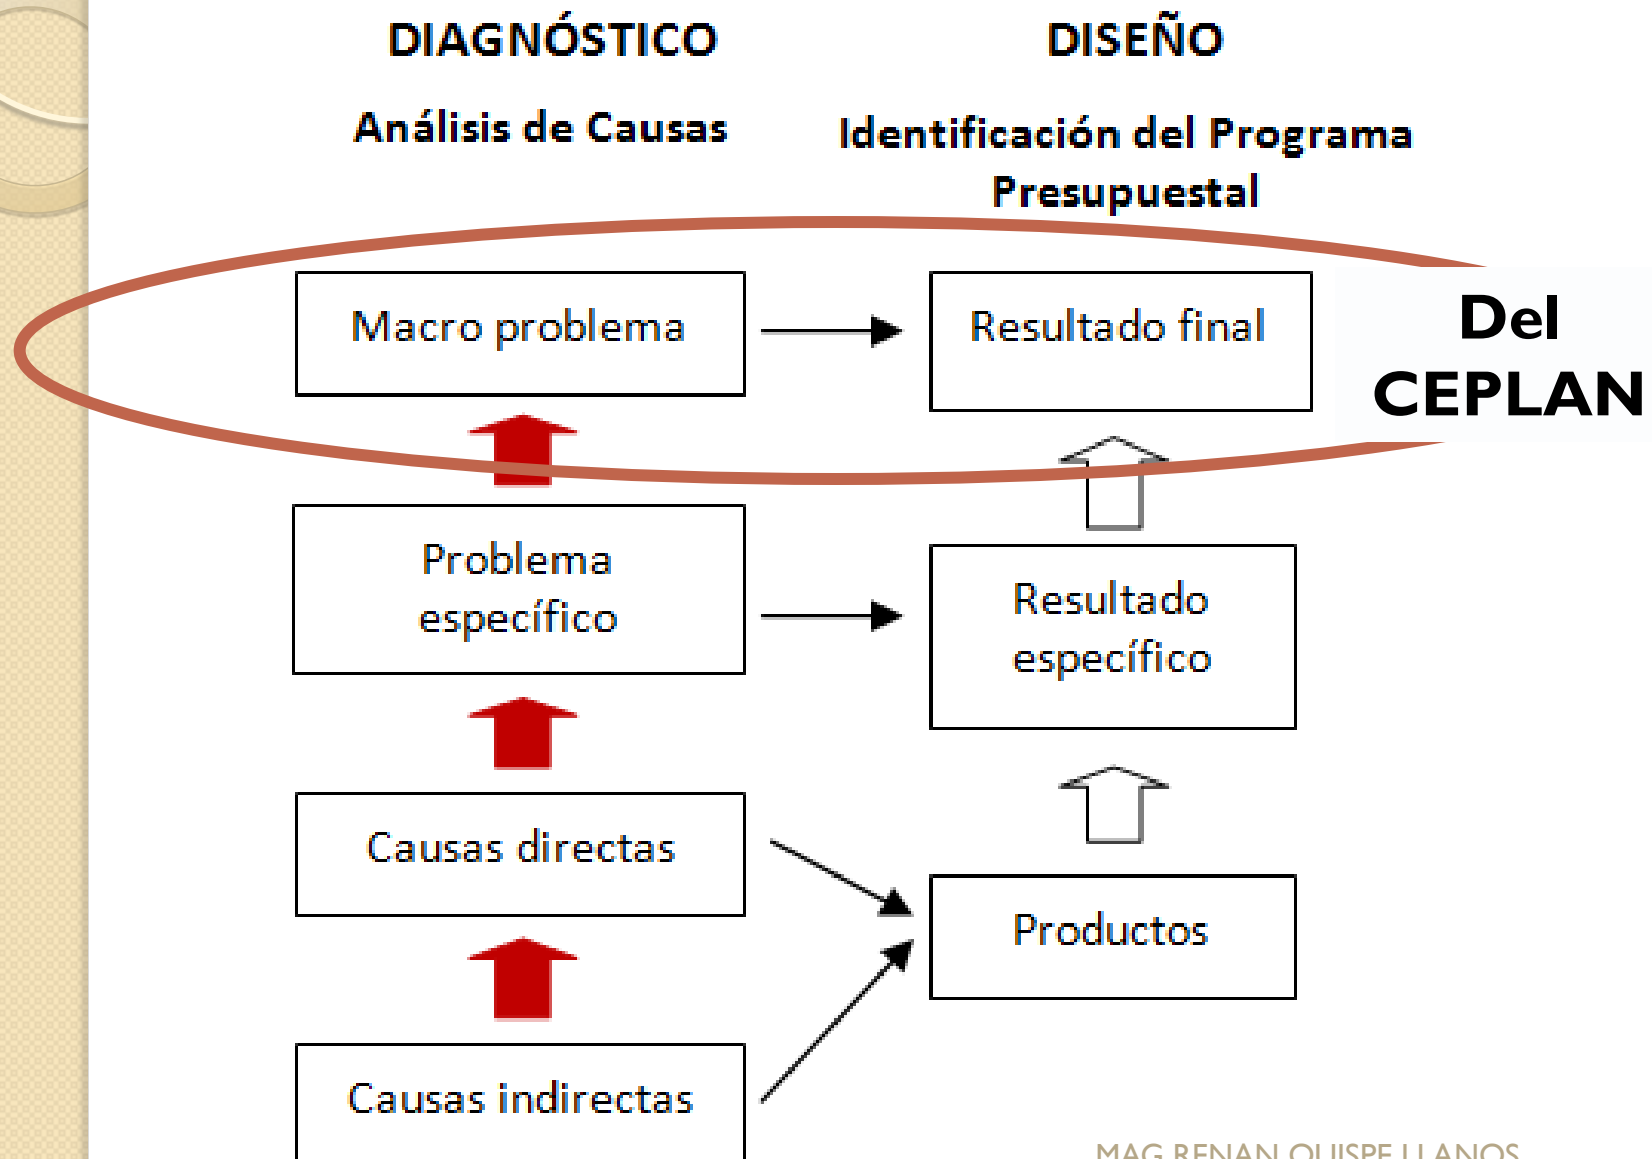 DIAGNÓSTICO
DISEÑO
Análisis de Causas
Identificación del Programa
Presupuestal
Macro problema
Resultado final
Del
CEPLAN
Problema
específico
Resultado
específico
Causas directas
Productos
Causas indirectas
MAG RENAN QUISPE LLANOS